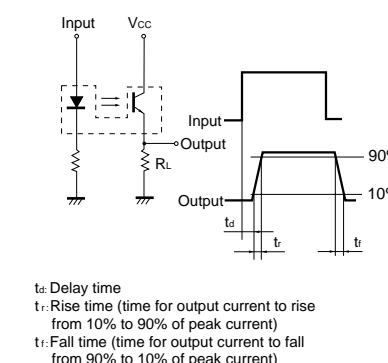 Input
Vcc
Input
Output
RL
90%
10%
Output
td
tr
tf
td: Delay time
tr: Rise time (time for output current to rise
from 10% to 90% of peak current)
tf: Fall time (time for output current to fall
from 90% to 10% of peak current)